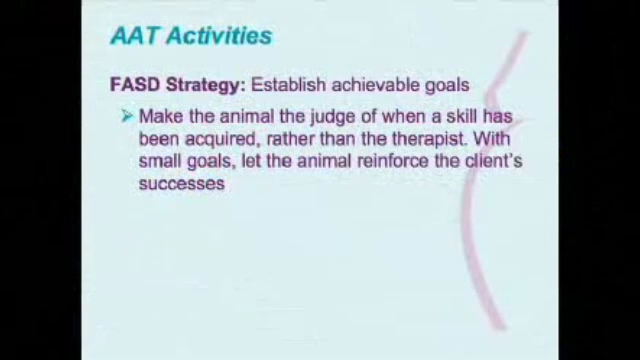 AAT Activities
FASD Strategy: Establish achievable goals
Make the animal the judge of when a skill has
been acquired, rather than the therapist. With
small goals, let the animal reinforce the client's
successes